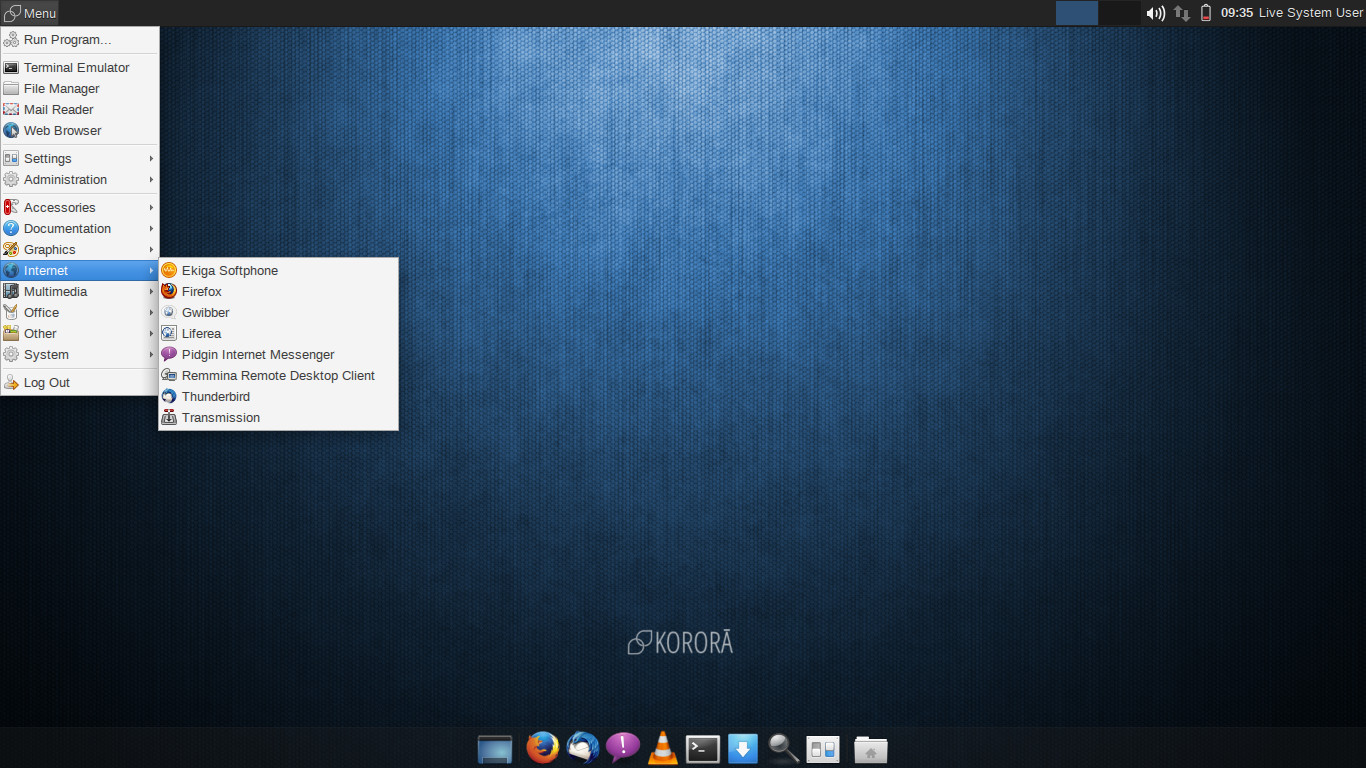 Menu
09:35 Live System User
Run Program...
Terminal Emulator
File Manager
Mail Reader
Web Browser
Settings
Administration
Accessories
Documentation
Graphics
Internet
Multimedia
Office
Other
System
Log Out
Ekiga Softphone
Firefox
Gwibber
Liferea
Pidgin Internet Messenger
Remmina Remote Desktop Client
Thunderbird
Transmission
KORORĀ